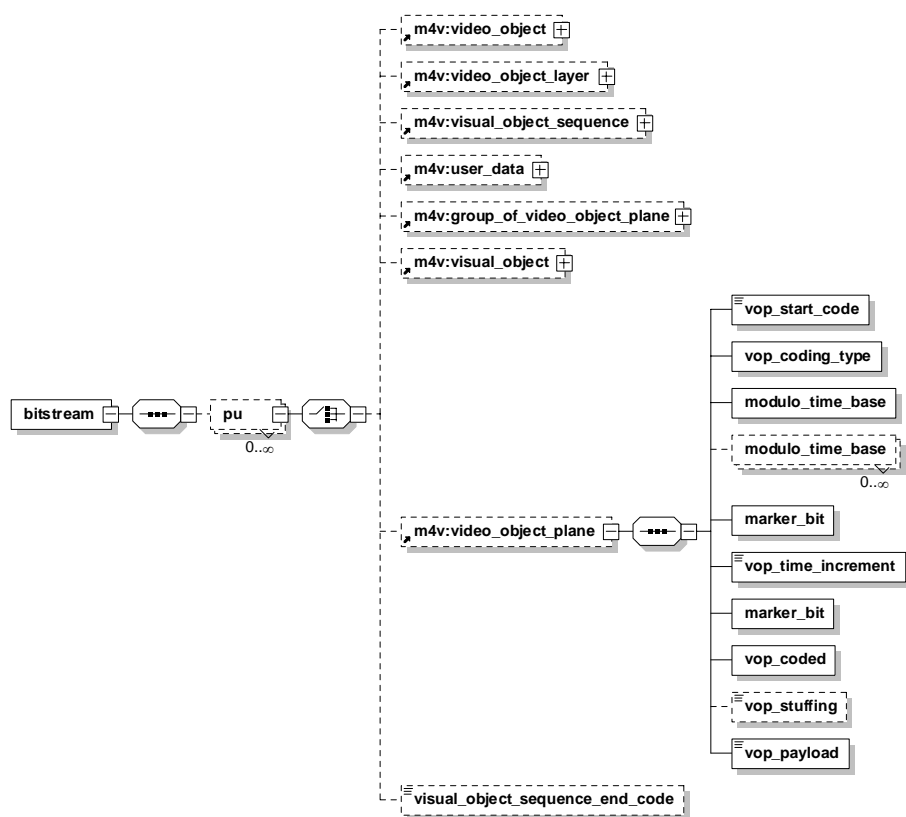 m4v:video_object
m4v:video_object_layer
m4v:visual_object_sequence
m4v:user_data
m4v:group_of_video_object_plane
m4v:visual_object
bitstream
pu
0..∞
m4v:video_object_plane
vop_start_code
vop_coding_type
modulo_time_base
modulo_time_base
0..∞
marker_bit
vop_time_increment
marker_bit
vop_coded
vop_stuffing
vop_payload
visual_object_sequence_end_code